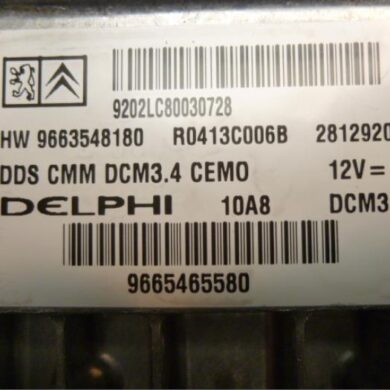 9202LC80030728
HW 9663548180 R0413C006B 2812920
DDS CMM DCM3.4 CEMO 12V=
DELPHI 10A8 DCM3
9665465580